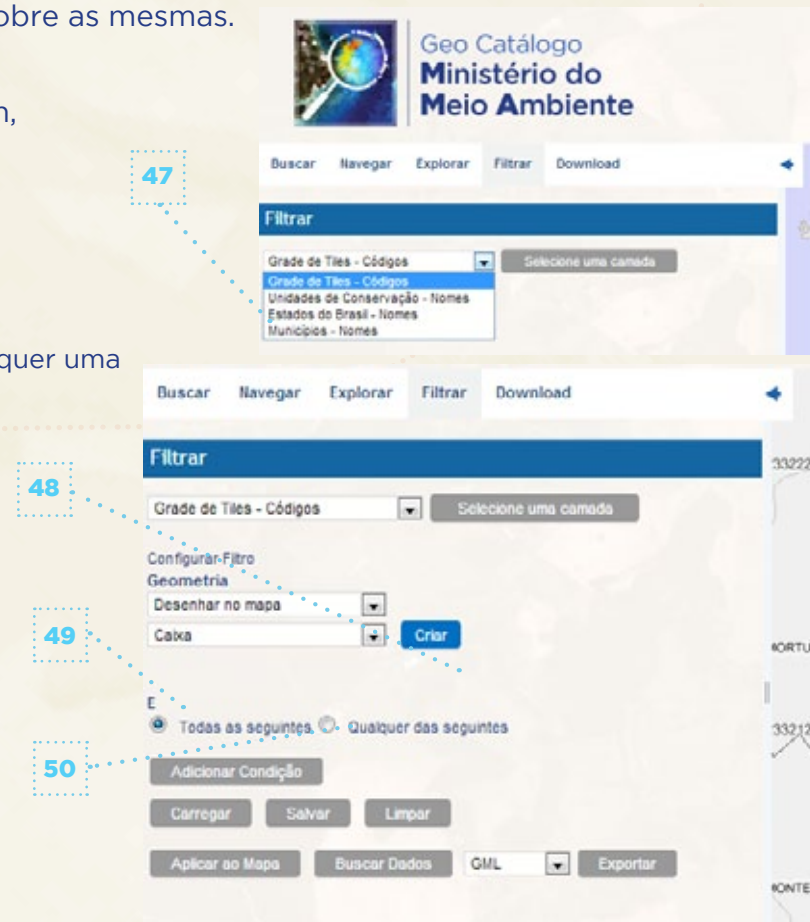 obre as mesmas.
Geo Catálogo
Ministério do
Meio Ambiente
n,
47
Buscar Navegar Explorar Filtrar Download
Filtrar
Grade de Tiles - Códigos Selecione uma camada
Grade de Tiles - Códigos
Unidades de Conservação - Nomes
Estados do Brasil - Nomes
Municípios - Nomes
quer uma
Buscar Navegar Explorar Filtrar Download
Filtrar
33222
48
Grade de Tiles - Códigos Selecione uma camada
Configurar-Filtro
Geometria
Desenhar no mapa
49
Caixa Criar
MORTU
E
Todas as seguintes Qualquer das seguintes
33212
50
Adicionar Condição
Carregar Salvar Limpar
Aplicar ao Mapa Buscar Dados GML Exportar
MONTE